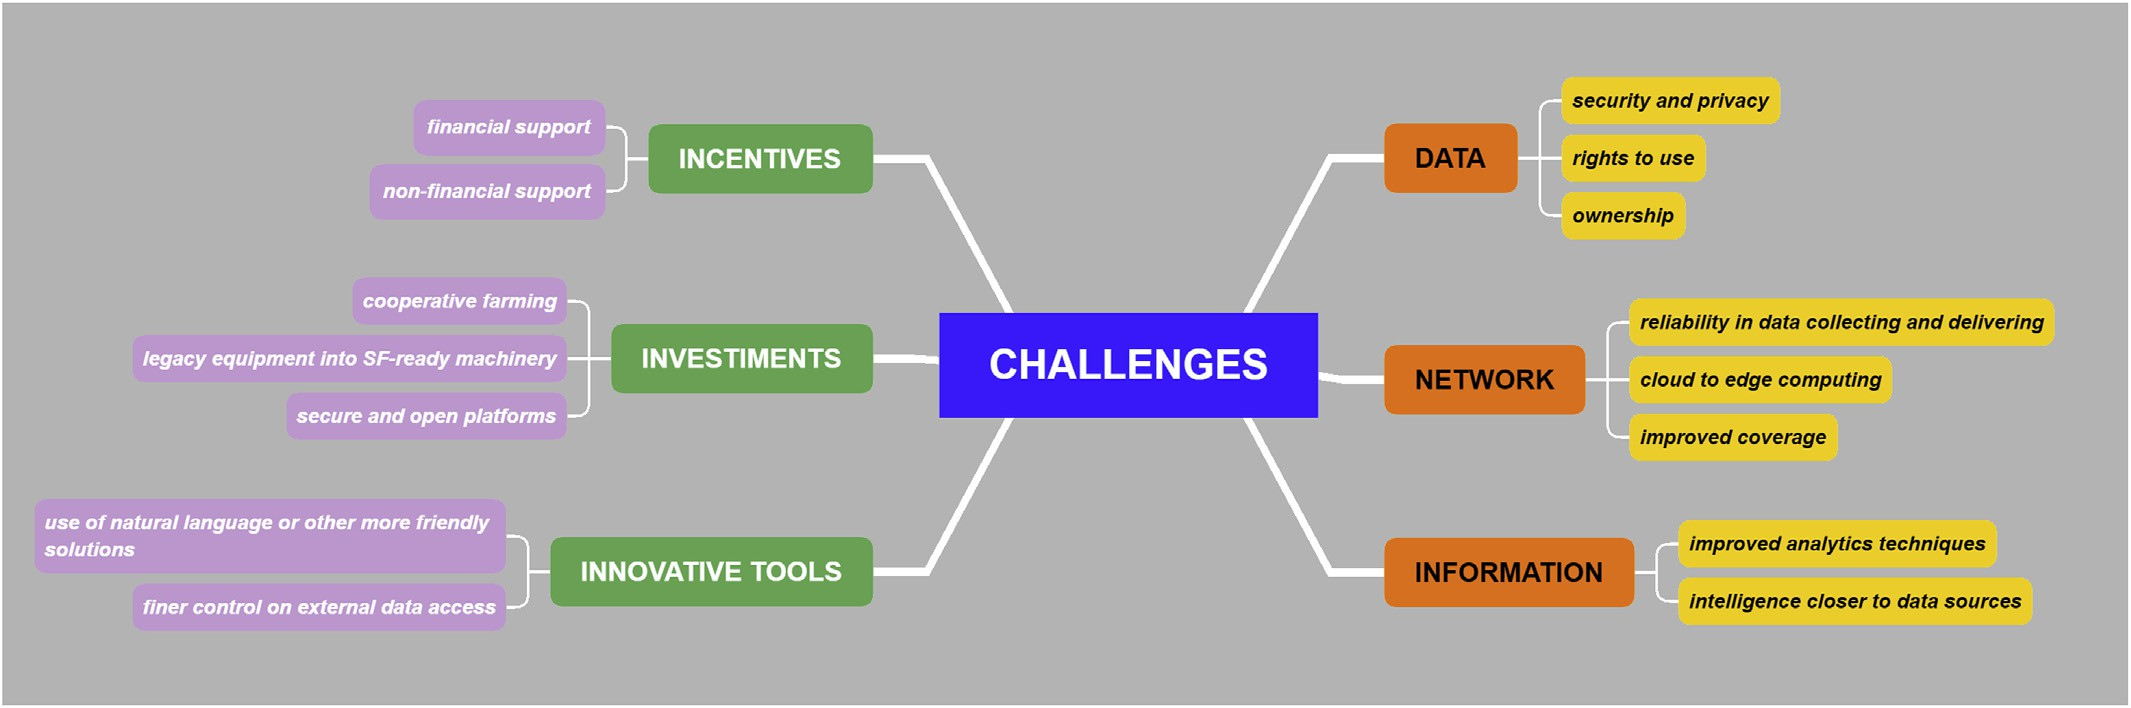 CHALLENGES
INCENTIVES
financial support
non-financial support
INVESTIMENTS
cooperative farming
legacy equipment into SF-ready machinery
secure and open platforms
INNOVATIVE TOOLS
use of natural language or other more friendly
solutions
finer control on external data access
DATA
security and privacy
rights to use
ownership
NETWORK
reliability in data collecting and delivering
cloud to edge computing
improved coverage
INFORMATION
improved analytics techniques
intelligence closer to data sources